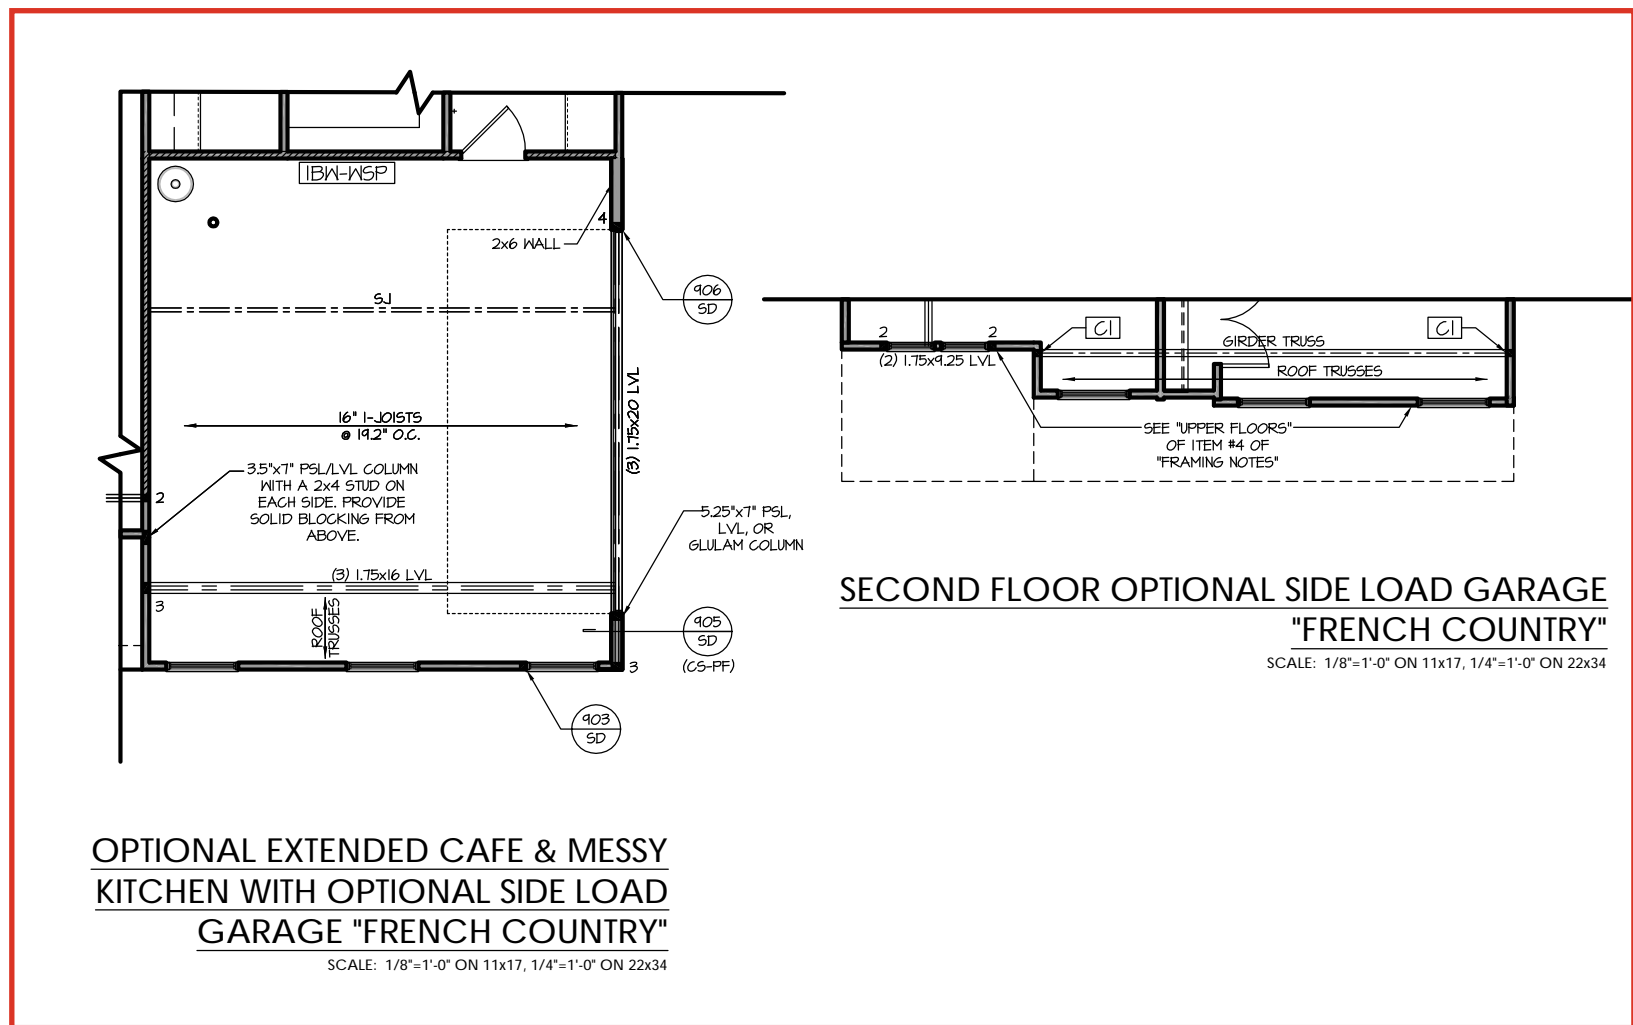 IBW-WSP
4
2x6 WALL
906
SD
SJ
16" I-JOISTS
@ 19.2" O.C.
(3) 1.75x20 LVL
3.5"x7" PSL/LVL COLUMN
WITH A 2x4 STUD ON
EACH SIDE. PROVIDE
SOLID BLOCKING FROM
ABOVE.
2
5.25"x7" PSL,
LVL, OR
GLULAM COLUMN
(3) 1.75x16 LVL
3
ROOF
TRUSSES
905
SD
(CS-PF)
3
903
SD
OPTIONAL EXTENDED CAFE & MESSY
KITCHEN WITH OPTIONAL SIDE LOAD
GARAGE "FRENCH COUNTRY"
SCALE: 1/8"=1'-0" ON 11x17, 1/4"=1'-0" ON 22x34
2
2
(2) 1.75x9.25 LVL
C1
C1
GIRDER TRUSS
ROOF TRUSSES
SEE "UPPER FLOORS"
OF ITEM #4 OF
"FRAMING NOTES"
SECOND FLOOR OPTIONAL SIDE LOAD GARAGE
"FRENCH COUNTRY"
SCALE: 1/8"=1'-0" ON 11x17, 1/4"=1'-0" ON 22x34